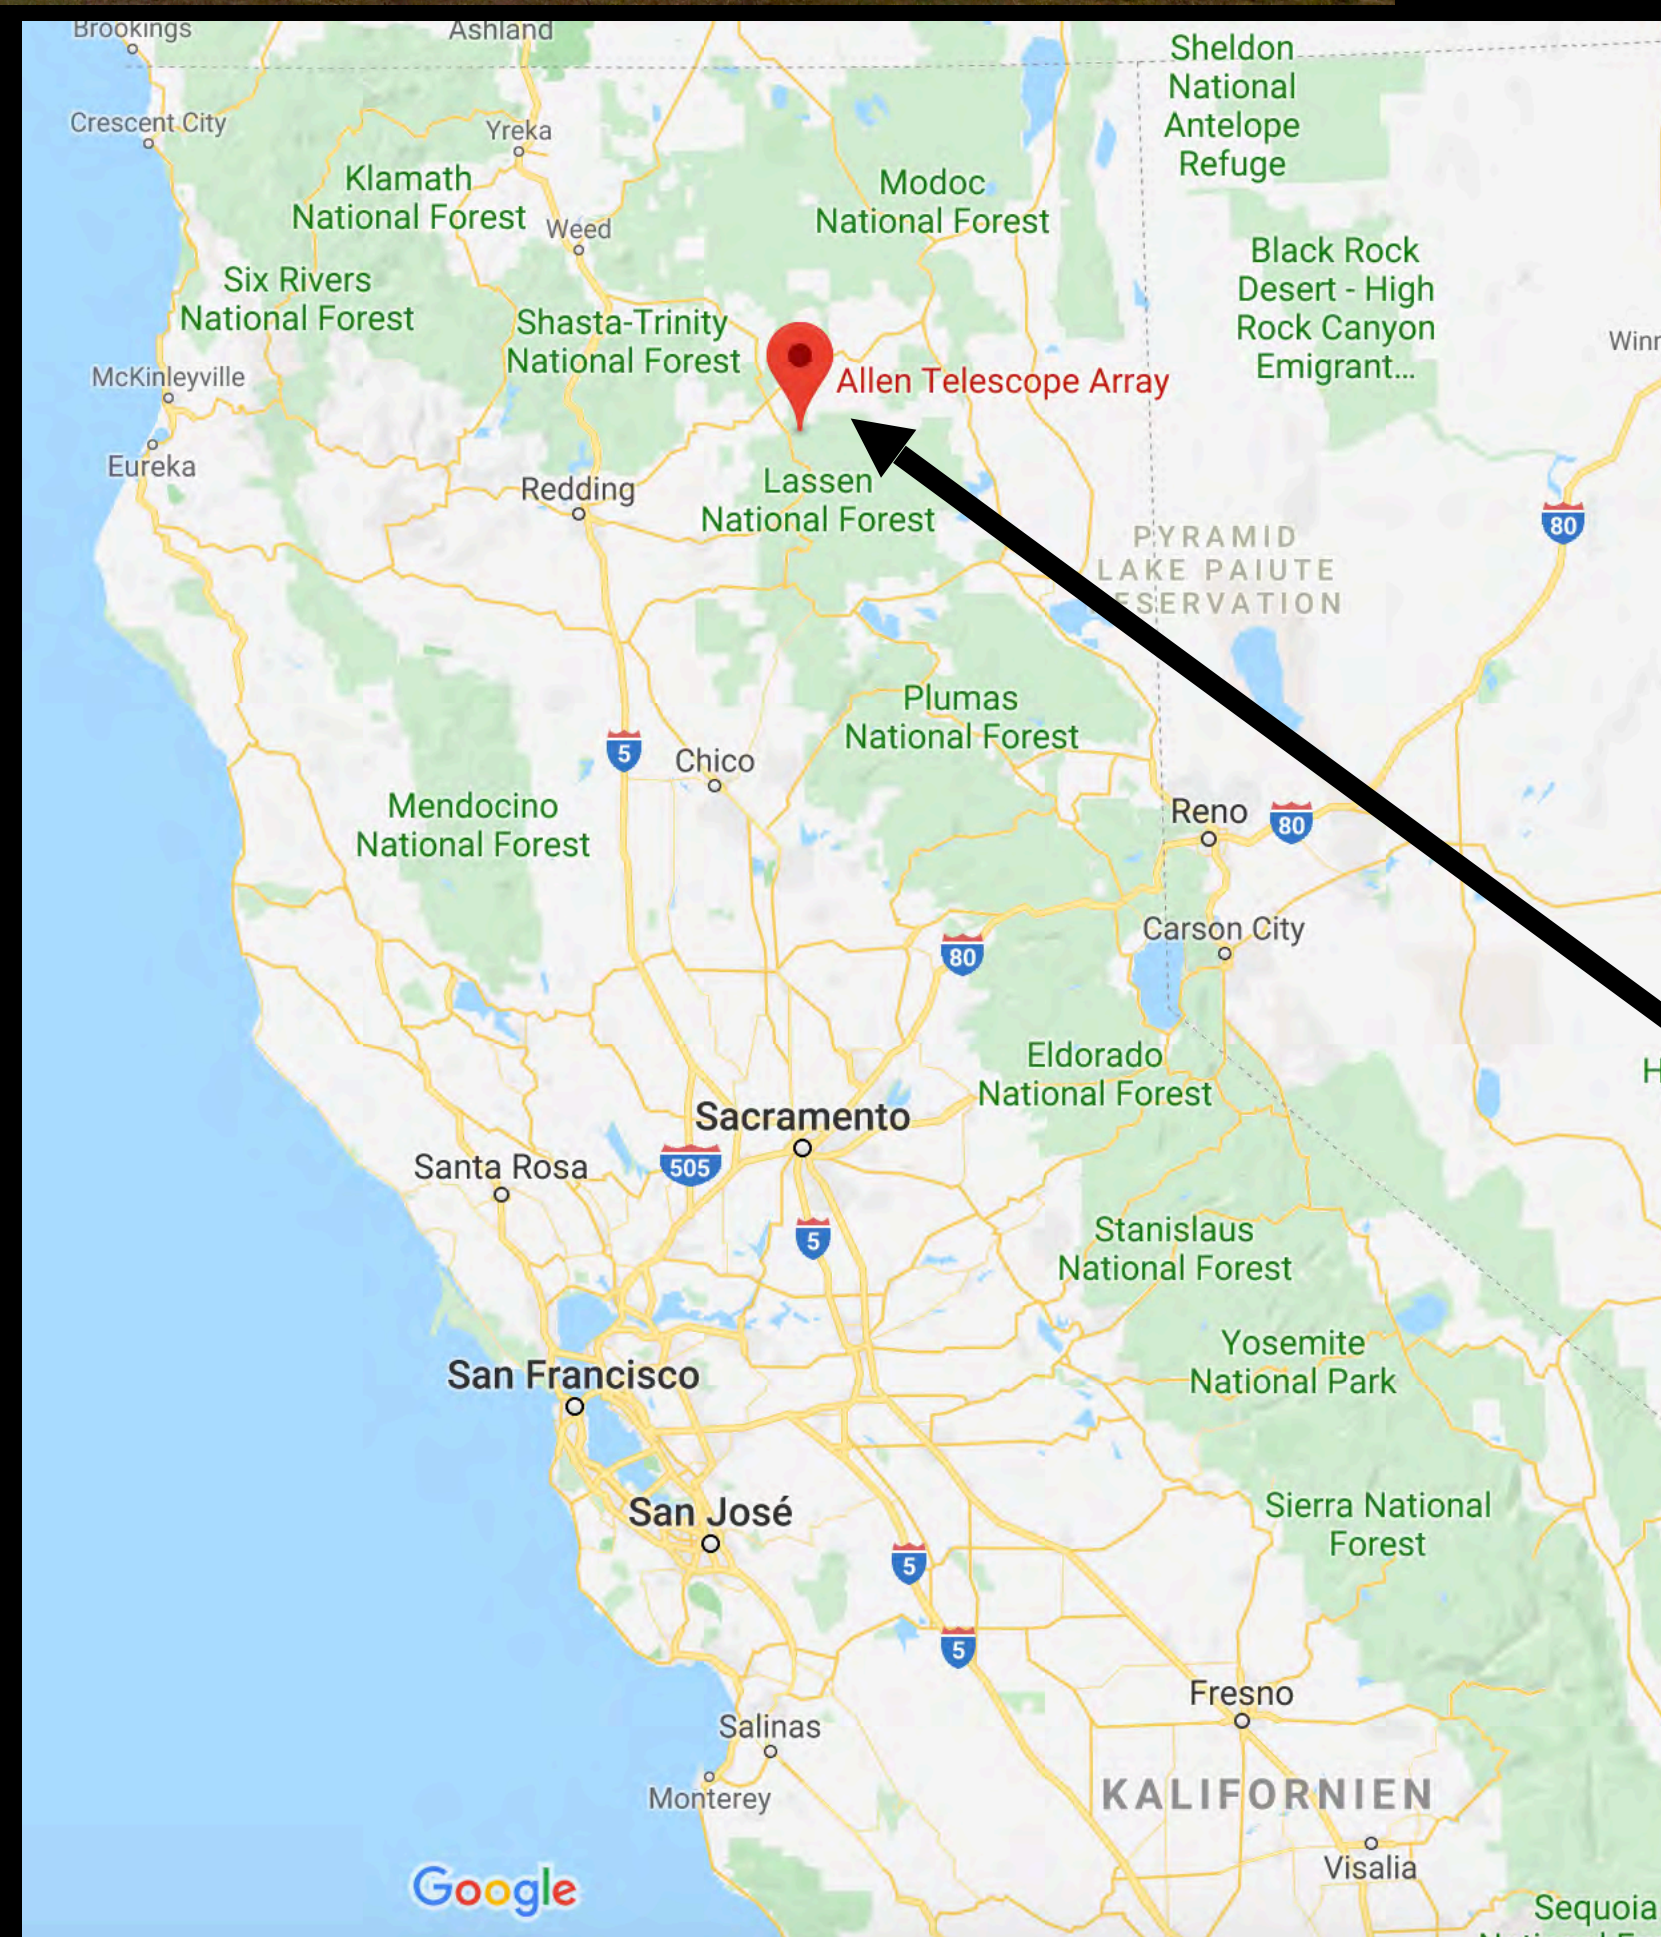 Brookings
Ashland
Sheldon
National
Antelope
Refuge
Crescent City
Yreka
Klamath
National Forest
Weed
Modoc
National Forest
Black Rock
Desert - High
Rock Canyon
Emigrant...
Six Rivers
National Forest
Shasta-Trinity
National Forest
Winn
McKinleyville
Allen Telescope Array
Eureka
Redding
Lassen
National Forest
80
PYRAMID
LAKE PAIUTE
ESERVATION
Plumas
National Forest
5
Chico
Mendocino
National Forest
Reno
80
Carson City
80
Eldorado
National Forest
H
Sacramento
Santa Rosa
505
5
Stanislaus
National Forest
Yosemite
National Park
San Francisco
San José
Sierra National
Forest
5
5
Fresno
Salinas
Monterey
KALIFORNIEN
Visalia
Google
Sequoia